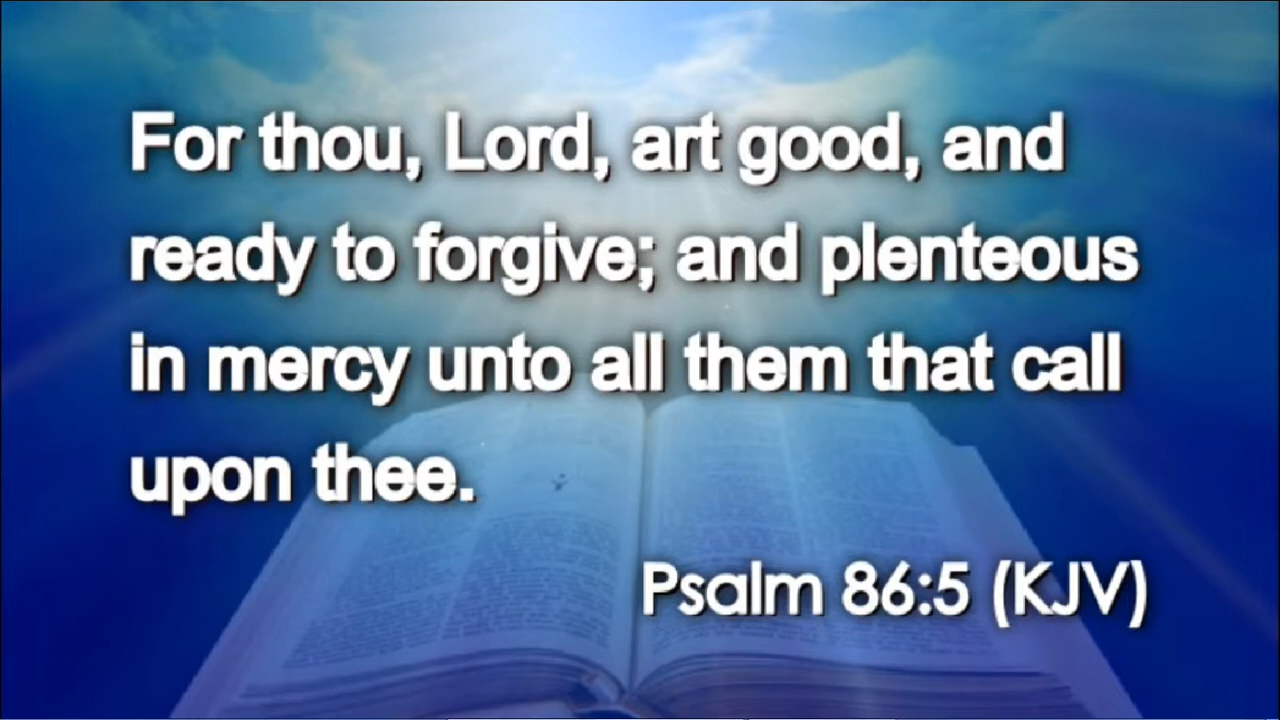 For thou, Lord, art good, and
ready to forgive; and plenteous
in mercy unto all them that call
upon thee.
Psalm 86:5 (KJV)